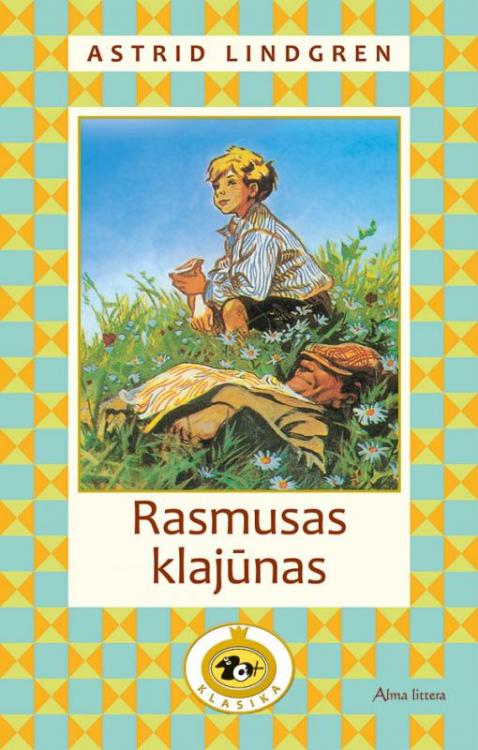 ASTRID LINDGREN
Rasmusas
klajūnas
KLASIKA
Alma littera